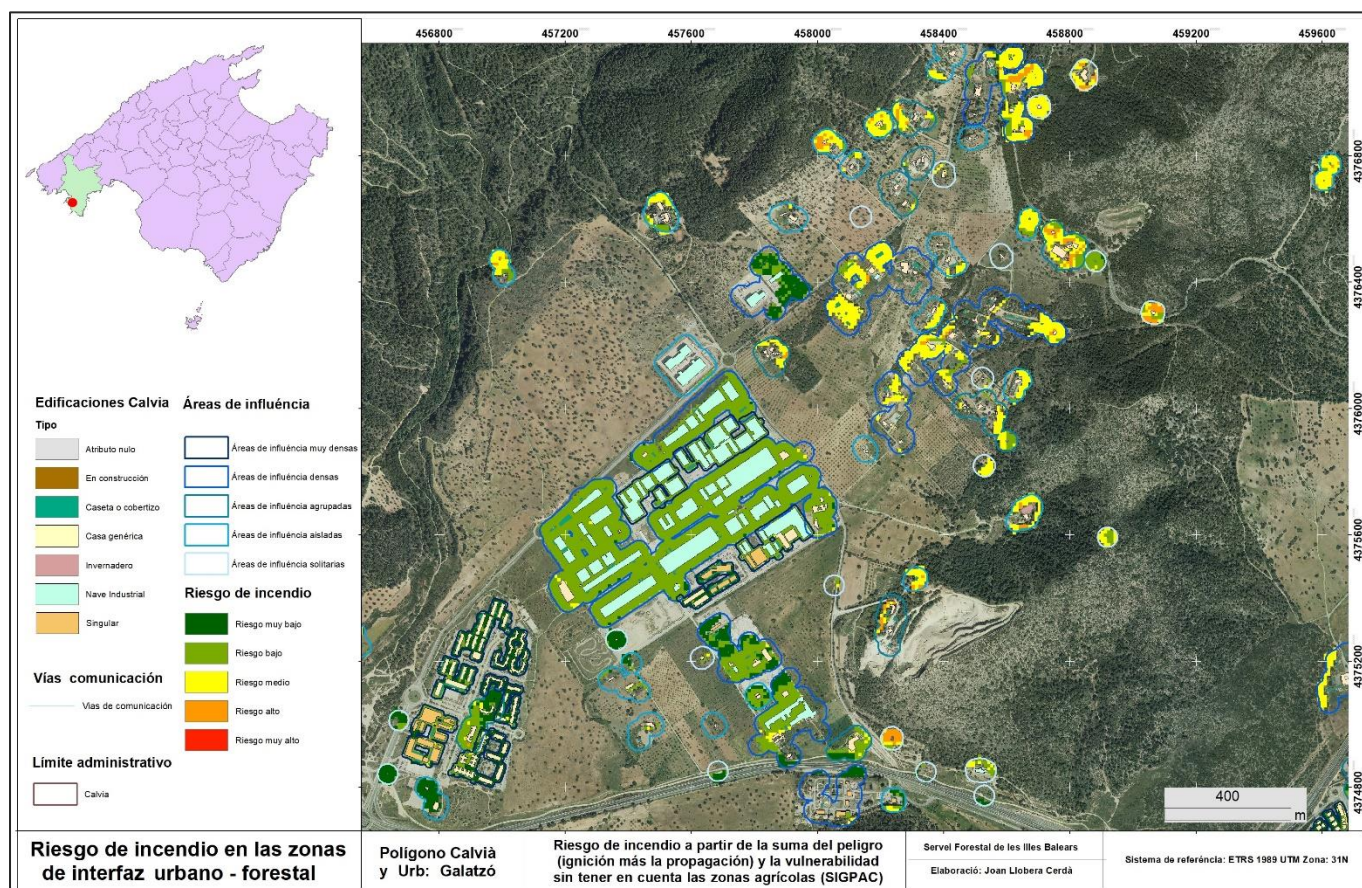 456800 457200 457600 458000 458400 458800 459200 459600
4376800
4376400
4376000
4375600
4375200
4374800
Edificaciones Calvia
Tipo
Atributo nulo
En construcción
Caseta o cobertizo
Casa genérica
Invernadero
Nave Industrial
Singular
Vías comunicación
Vias de comunicación
Límite administrativo
Calvia
Áreas de influéncia
Áreas de influéncia muy densas
Áreas de influéncia densas
Áreas de influéncia agrupadas
Áreas de influéncia aisladas
Áreas de influéncia solitarias
Riesgo de incendio
Riesgo muy bajo
Riesgo bajo
Riesgo medio
Riesgo alto
Riesgo muy alto
400
m
Riesgo de incendio en las zonas
de interfaz urbano - forestal
Polígono Calvià
y Urb: Galatzó
Riesgo de incendio a partir de la suma del peligro
(ignición más la propagación) y la vulnerabilidad
sin tener en cuenta las zonas agrícolas (SIGPAC)
Servei Forestal de les Illes Balears
Elaboració: Joan Llobera Cerdà
Sistema de referéncia: ETRS 1989 UTM Zona: 31N